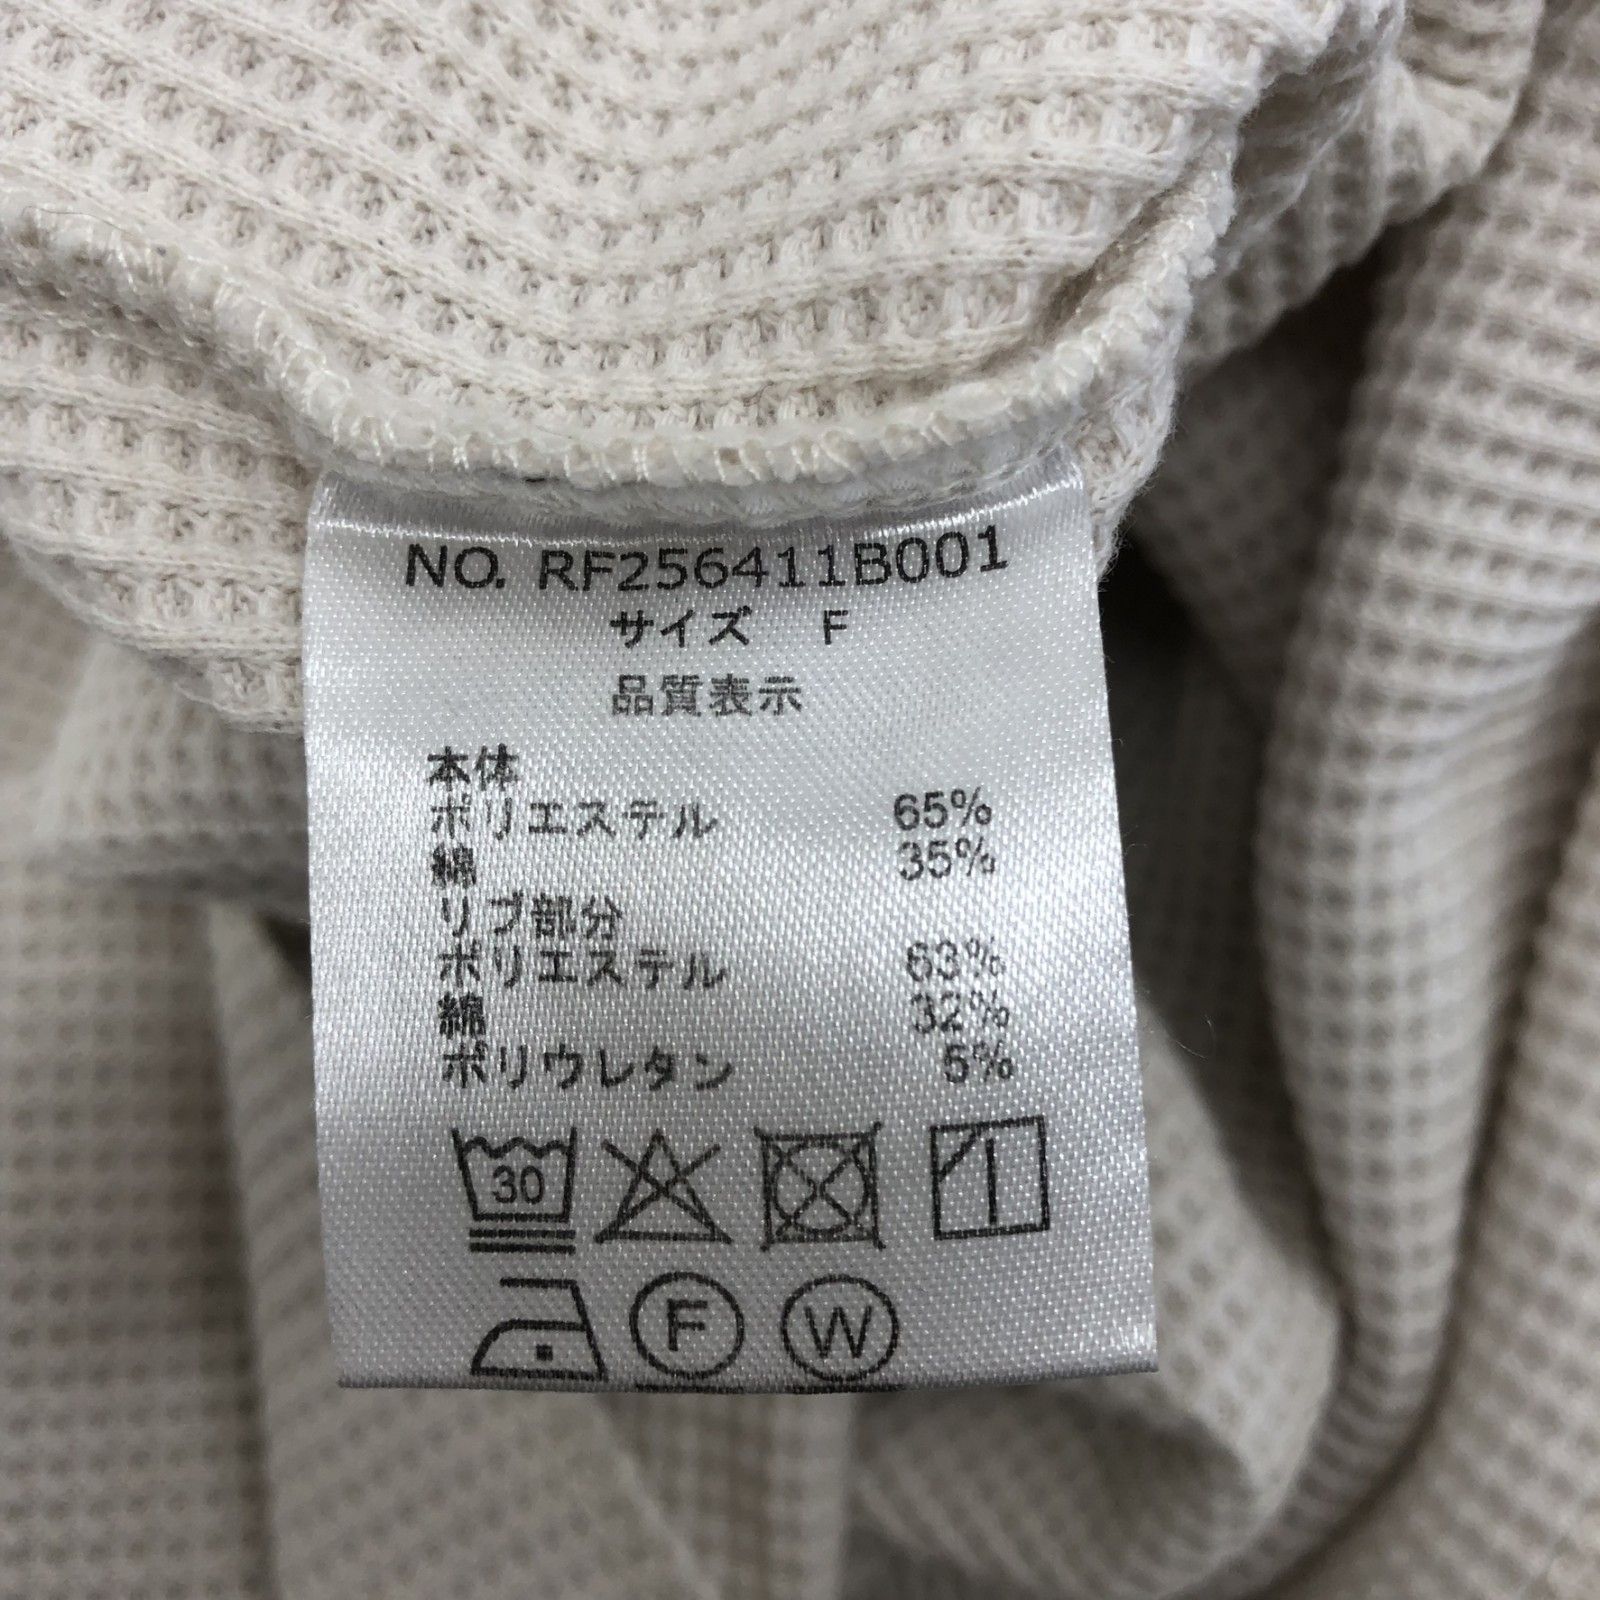 NO. RF256411B001
サイズ F
品質表示
本体
ポリエステル 65%
綿 35%
リブ部分
ポリエステル 63%
綿 32%
ポリウレタン 5%
30
F W